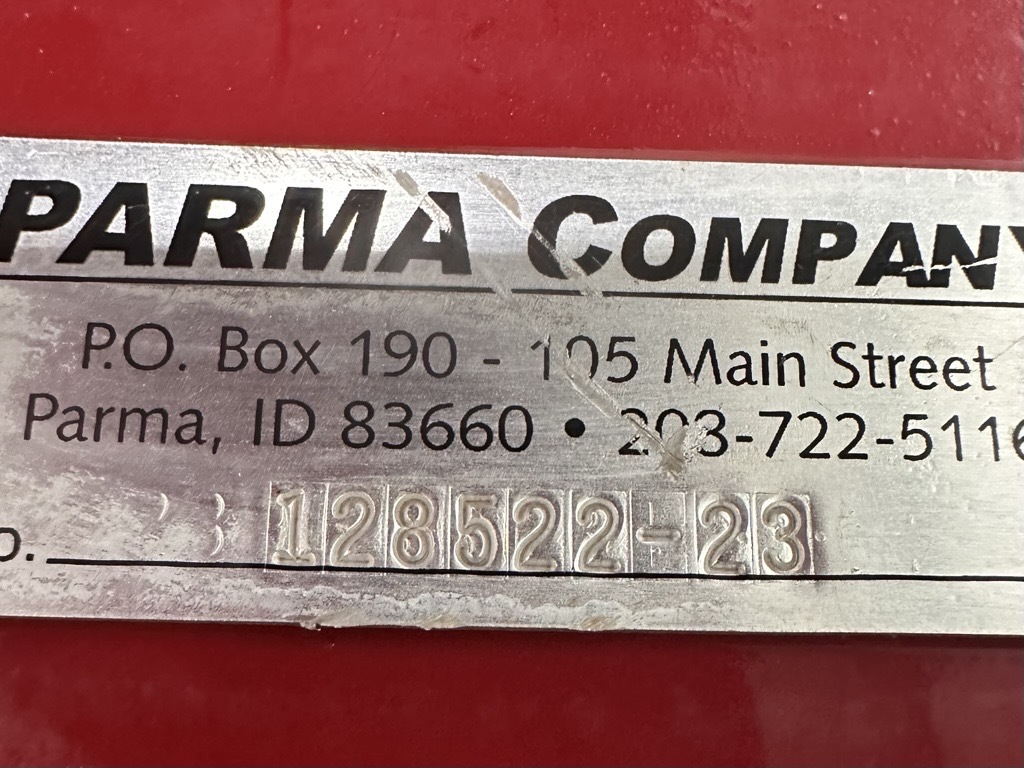 PARMA COMPANY
P.O. Box 190 - 105 Main Street
Parma, ID 83660 • 208-722-5116
o. 128522-23